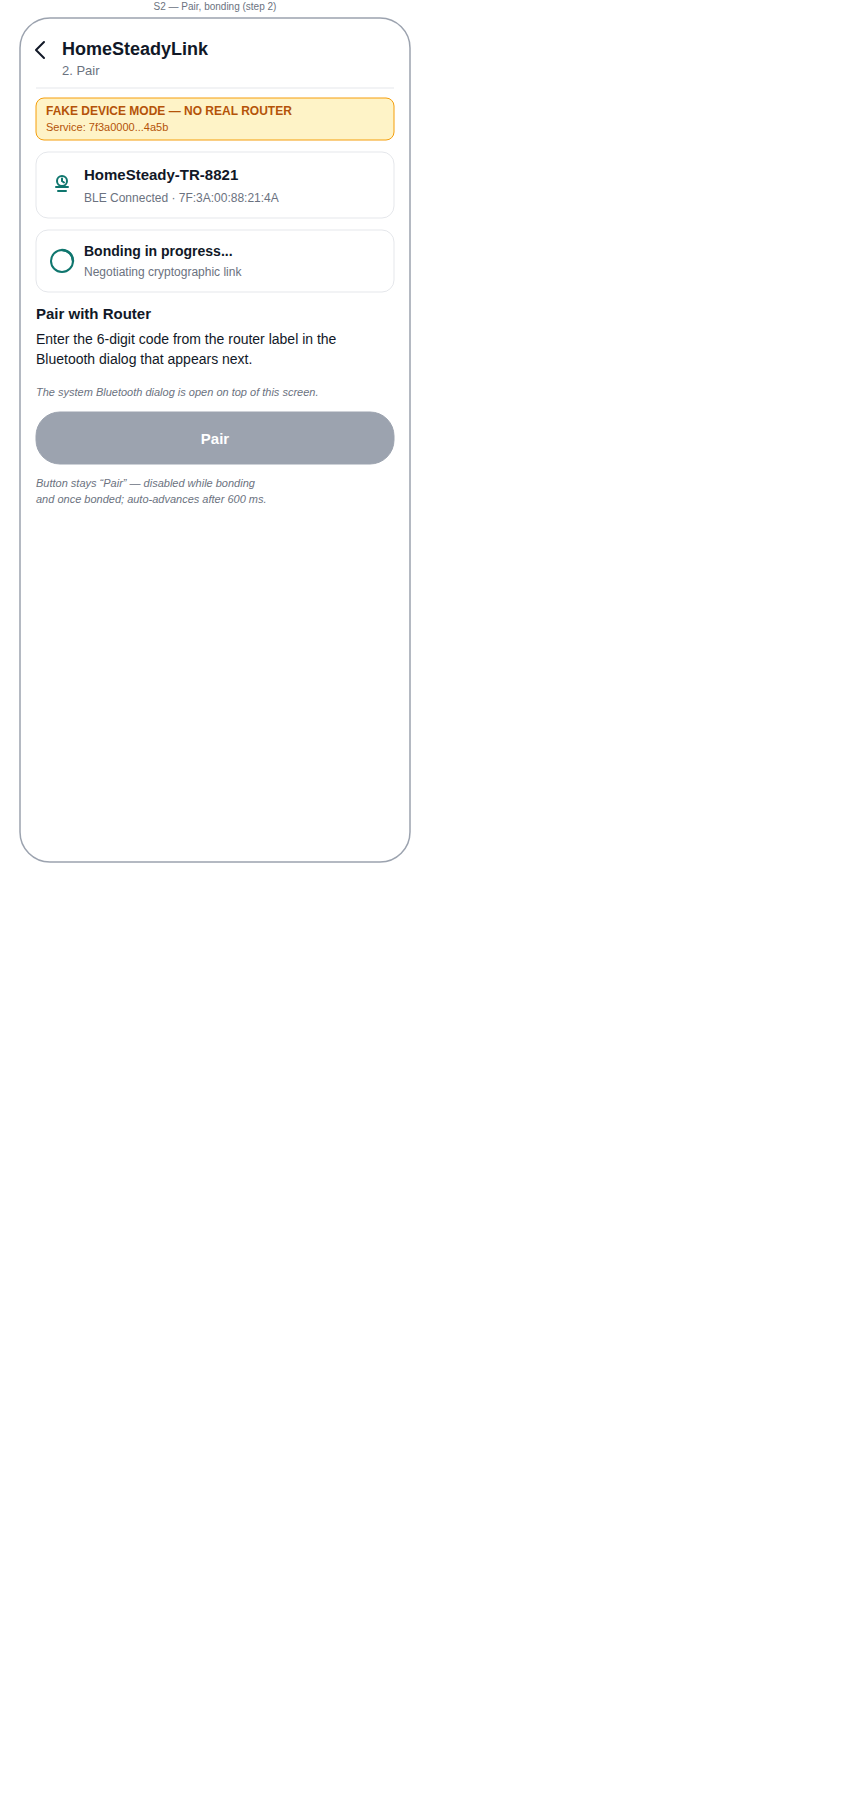 S2 — Pair, bonding (step 2)
HomeSteadyLink
2. Pair
FAKE DEVICE MODE — NO REAL ROUTER
Service: 7f3a0000...4a5b
HomeSteady-TR-8821
BLE Connected · 7F:3A:00:88:21:4A
Bonding in progress...
Negotiating cryptographic link
Pair with Router
Enter the 6-digit code from the router label in the
Bluetooth dialog that appears next.
The system Bluetooth dialog is open on top of this screen.
Pair
Button stays “Pair” — disabled while bonding
and once bonded; auto-advances after 600 ms.